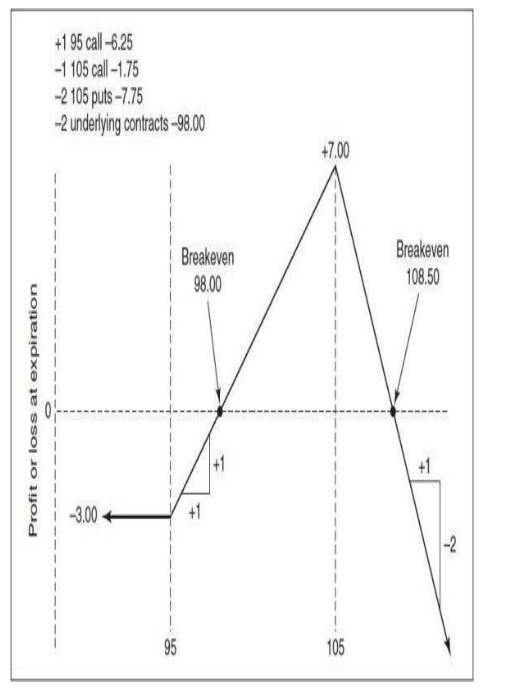 +1 95 call –6.25
–1 105 call –1.75
–2 105 puts –7.75
–2 underlying contracts –98.00
+7.00
Breakeven
98.00
Breakeven
108.50
Profit or loss at expiration
0
+1
+1
–3.00
+1
–2
95
105